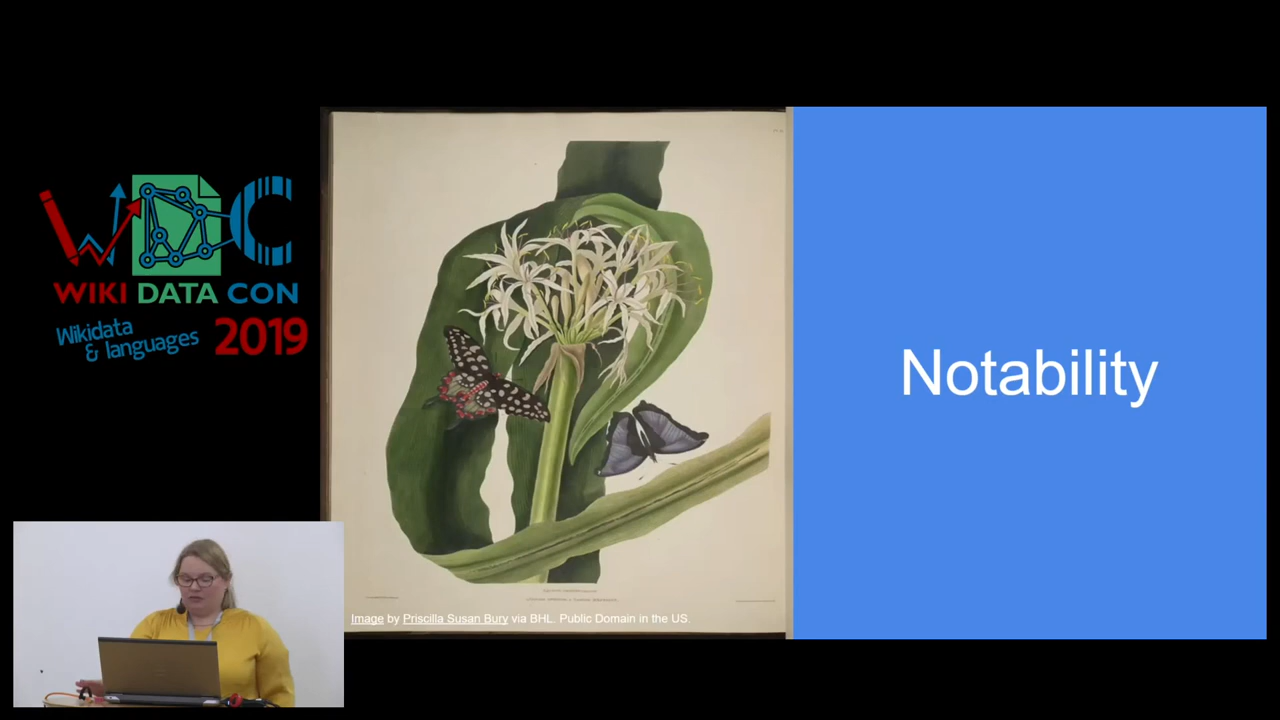 WDC
WIKI DATA CON
Wikidata
& languages 2019
Notability
Image by Priscilla Susan Bury via BHL. Public Domain in the US.